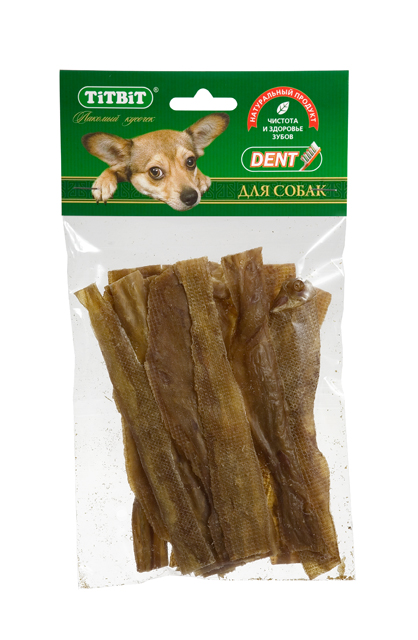 TiTBiT®
Лакомый кусочек
НАТУРАЛЬНЫЙ ПРОДУКТ
ЧИСТОТА
И ЗДОРОВЬЕ
ЗУБОВ
DENT
ДЛЯ СОБАК